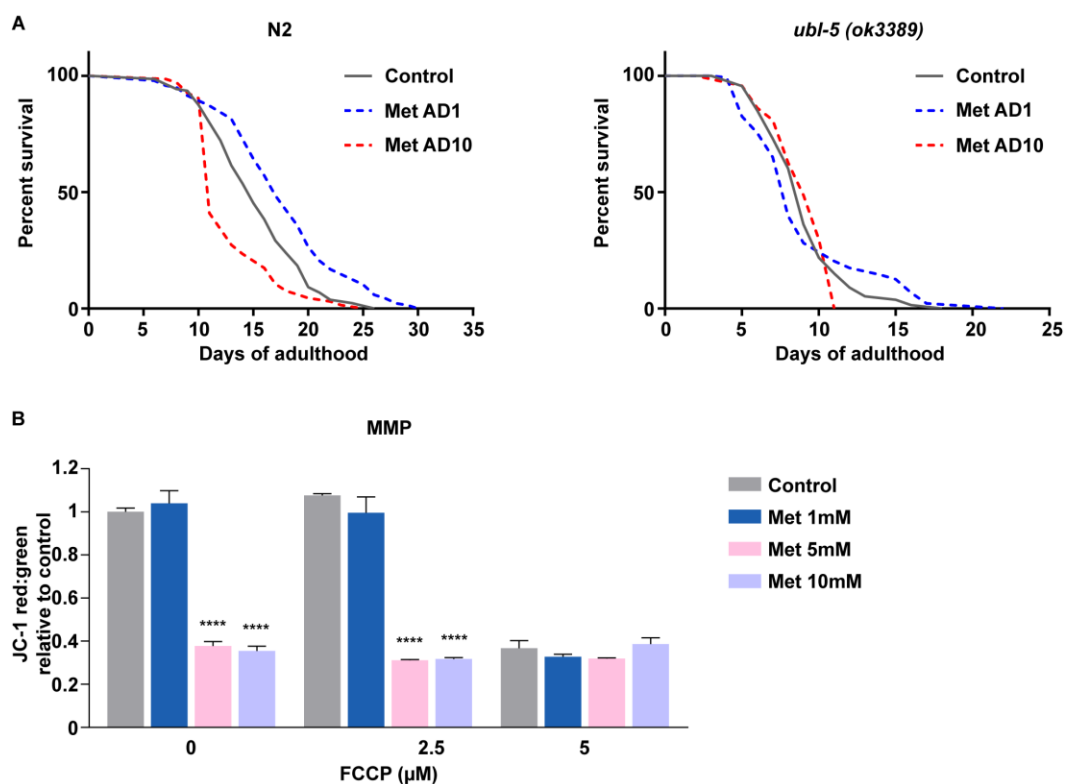 A
N2
ubl-5 (ok3389)
Percent survival
100
50
0
0 5 10 15 20 25 30 35
Days of adulthood
Control
Met AD1
Met AD10
Percent survival
100
50
0
0 5 10 15 20 25
Days of adulthood
Control
Met AD1
Met AD10
B
MMP
JC-1 red:green
relative to control
1.2
1
0.8
0.6
0.4
0.2
0
**** ****
**** ****
0 2.5 5
FCCP (µM)
Control
Met 1mM
Met 5mM
Met 10mM